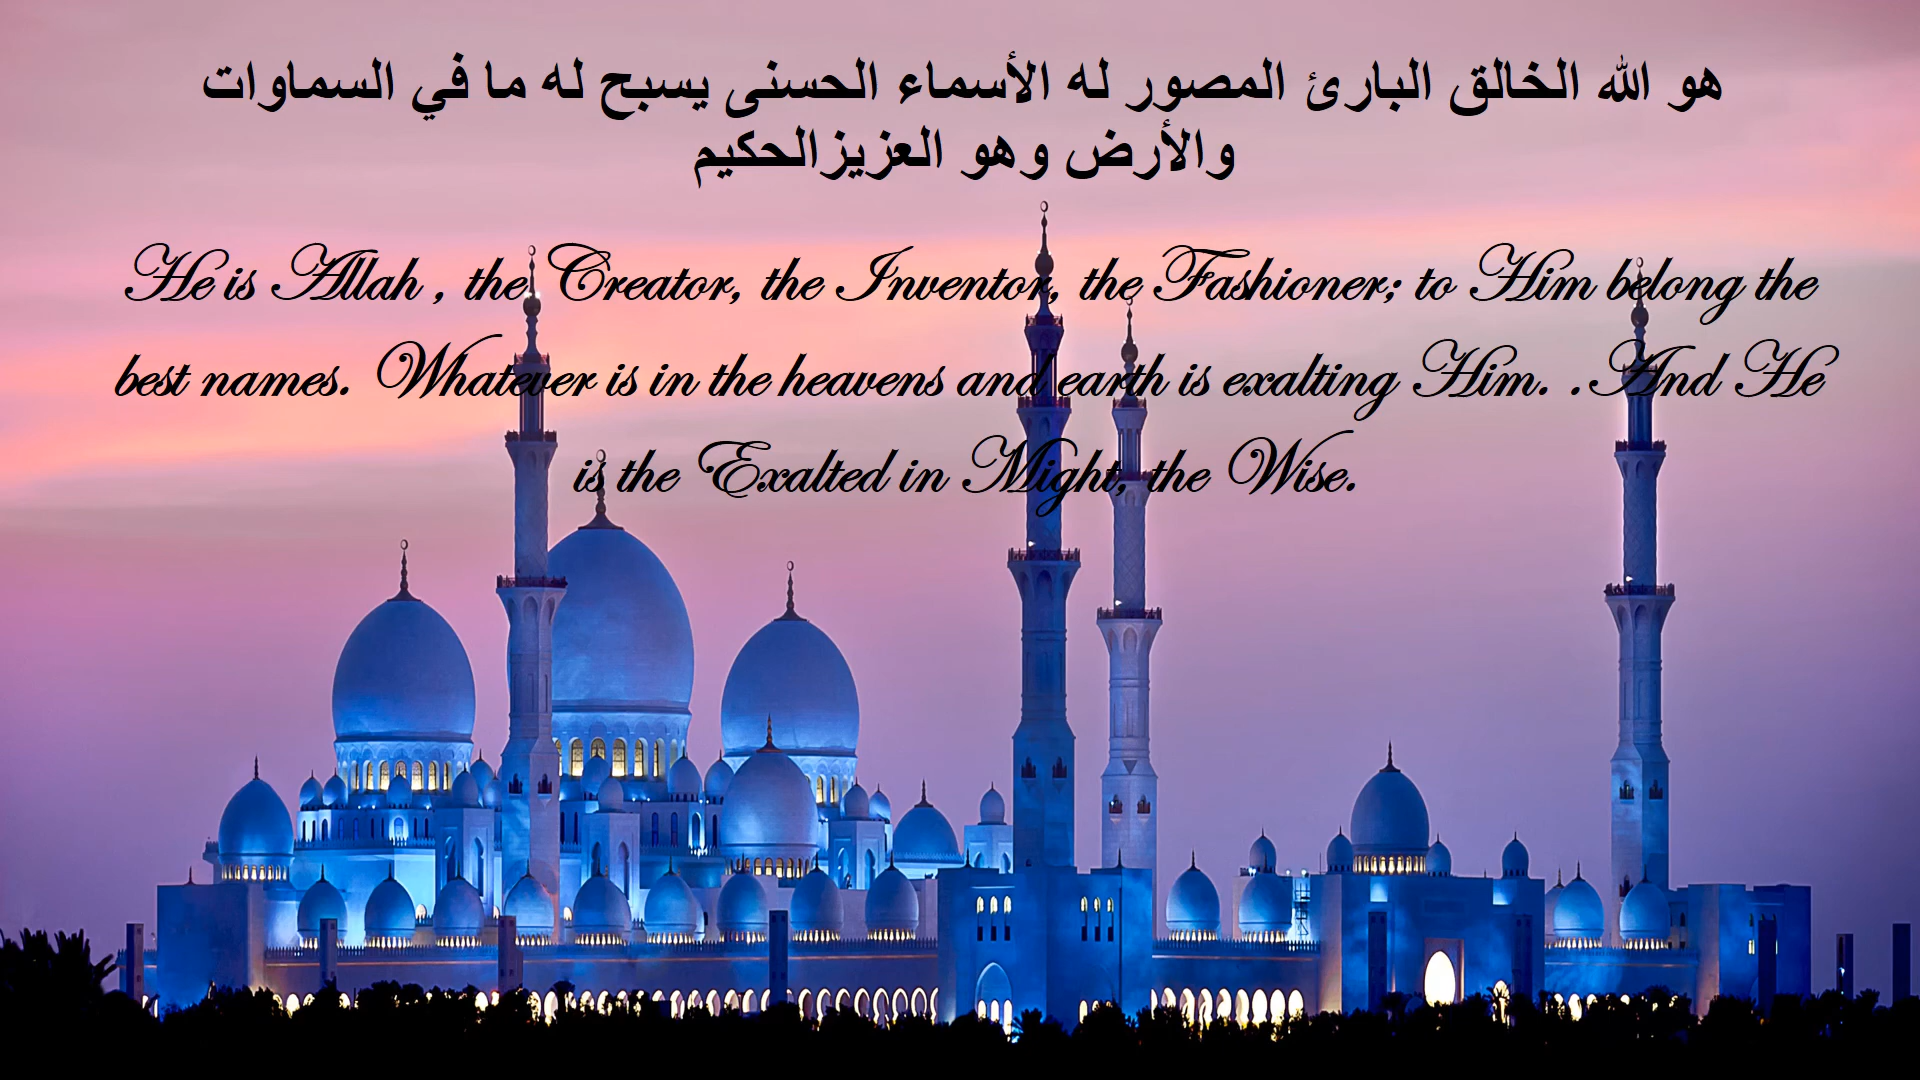 هو الله الخالق البارئ المصور له الأسماء الحسنى يسبح له ما في السماوات
والأرض وهو العزيزالحكيم
He is Allah , the Creator, the Inventor, the Fashioner; to Him belong the
best names. Whatever is in the heavens and earth is exalting Him. .And He
is the Exalted in Might, the Wise.